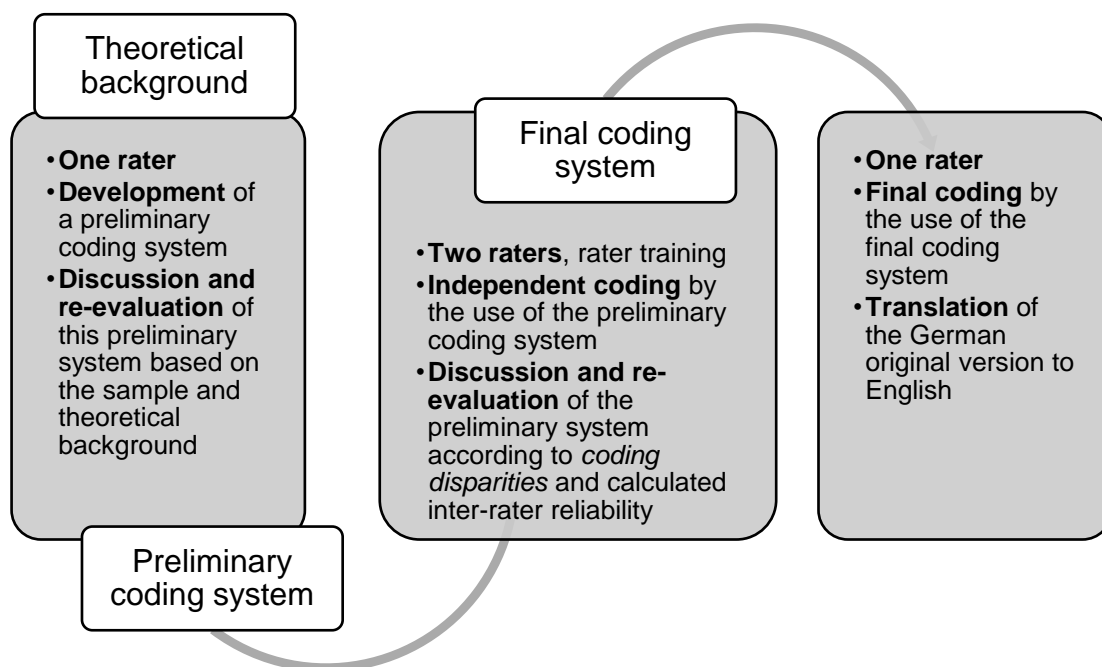 Theoretical
background
•One rater
•Development of
a preliminary
coding system
•Discussion and
re-evaluation of
this preliminary
system based on
the sample and
theoretical
background
Preliminary
coding system
Final coding
system
•Two raters, rater training
•Independent coding by
the use of the preliminary
coding system
•Discussion and re-
evaluation of the
preliminary system
according to coding
disparities and calculated
inter-rater reliability
•One rater
•Final coding by
the use of the
final coding
system
•Translation of
the German
original version to
English